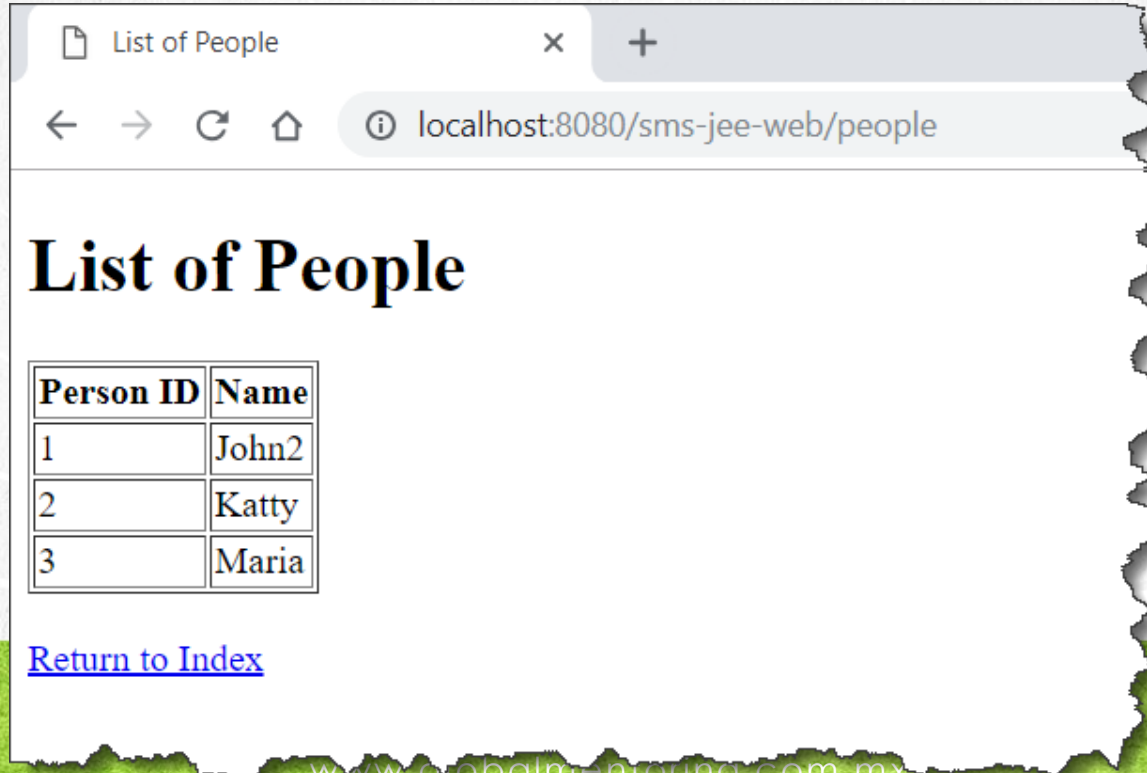 List of People
localhost:8080/sms-jee-web/people
List of People
Person ID Name
1 John2
2 Katty
3 Maria
Return to Index